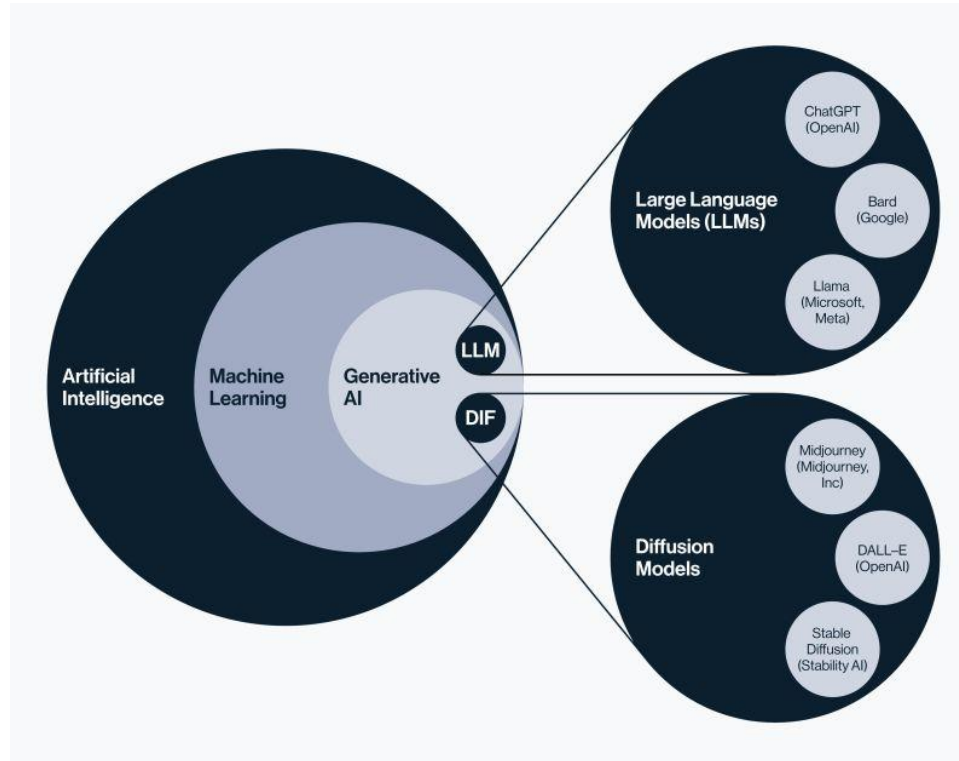 Artificial
Intelligence
Machine
Learning
Generative
AI
LLM
DIF
Large Language
Models (LLMs)
ChatGPT
(OpenAI)
Bard
(Google)
Llama
(Microsoft,
Meta)
Diffusion
Models
Midjourney
(Midjourney,
Inc)
DALL–E
(OpenAI)
Stable
Diffusion
(Stability AI)